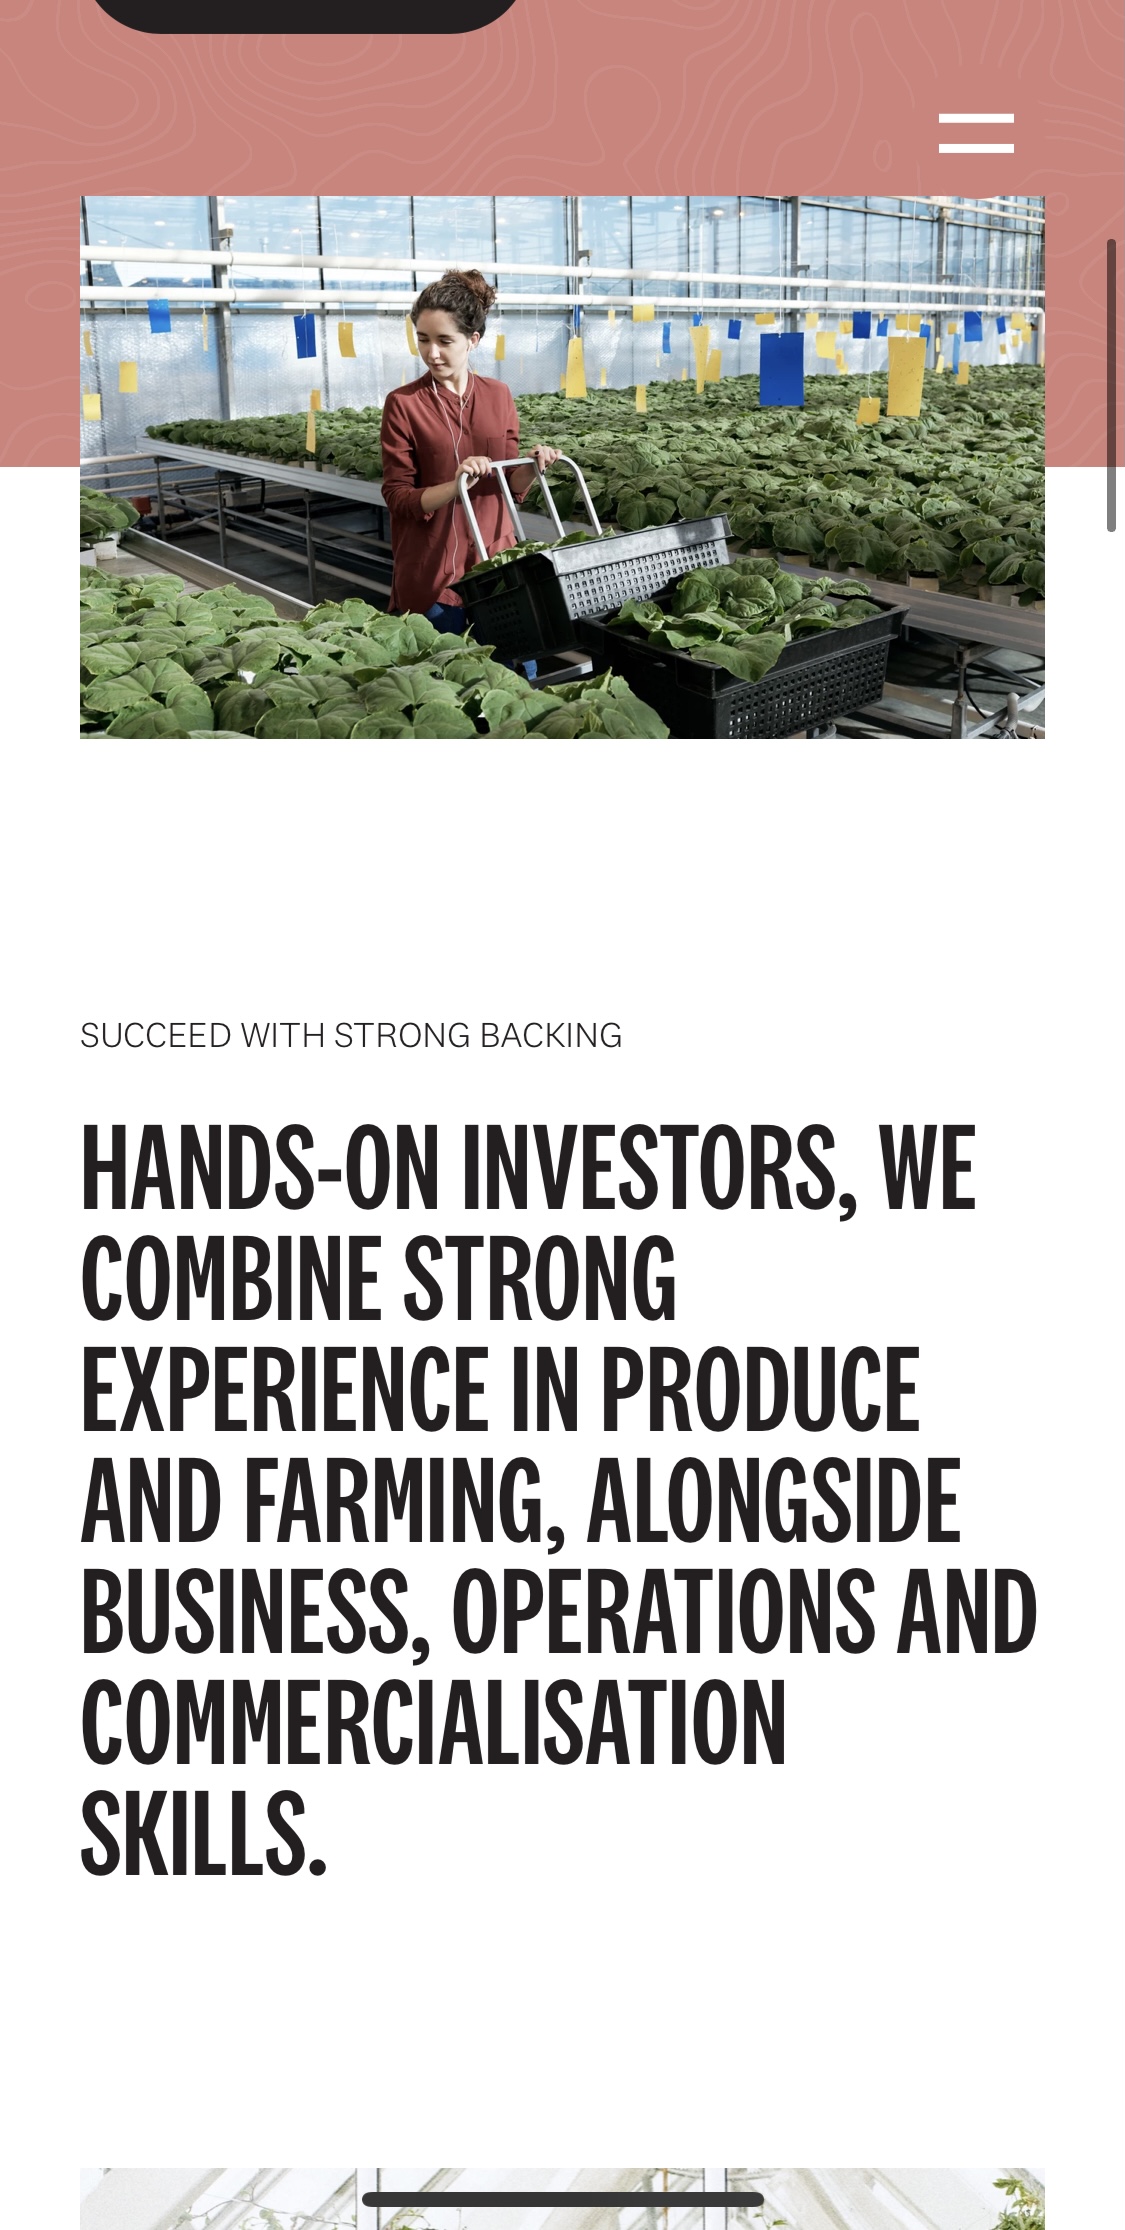 SUCCEED WITH STRONG BACKING
HANDS-ON INVESTORS, WE
COMBINE STRONG
EXPERIENCE IN PRODUCE
AND FARMING, ALONGSIDE
BUSINESS, OPERATIONS AND
COMMERCIALISATION
SKILLS.